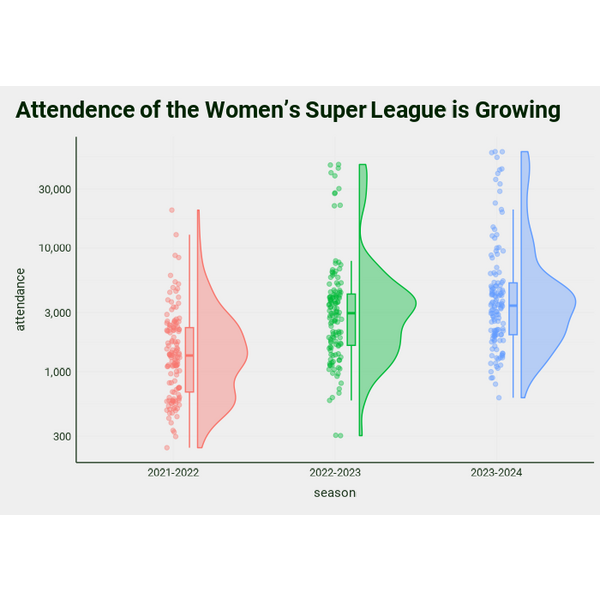 Attendence of the Women’s Super League is Growing
30,000
10,000
3,000
1,000
300
attendance
2021-2022
2022-2023
2023-2024
season